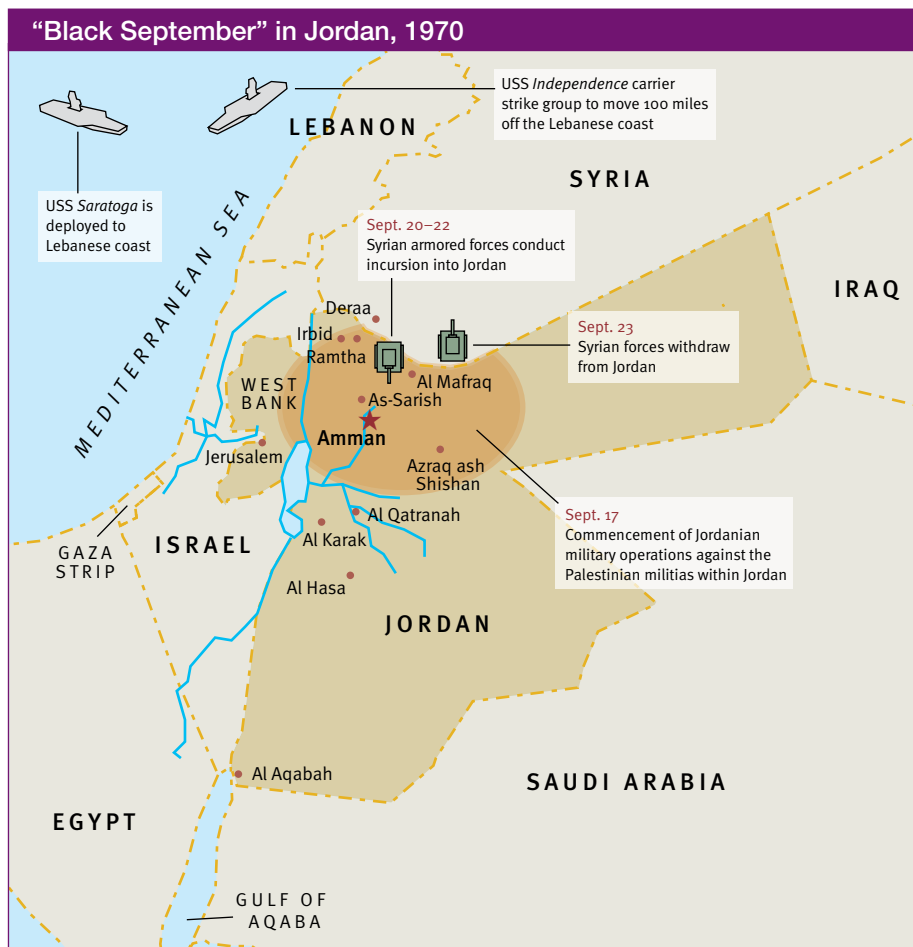 “Black September” in Jordan, 1970
USS Independence carrier
strike group to move 100 miles
off the Lebanese coast
LEBANON
SYRIA
USS Saratoga is
deployed to
Lebanese coast
MEDITERRANEAN SEA
Sept. 20–22
Syrian armored forces conduct
incursion into Jordan
IRAQ
Deraa
Irbid
Ramtha
Sept. 23
Syrian forces withdraw
from Jordan
WEST
BANK
Al Mafraq
As-Sarish
Amman
Jerusalem
Azraq ash
Shishan
Sept. 17
Commencement of Jordanian
military operations against the
Palestinian militias within Jordan
Al Qatranah
Al Karak
ISRAEL
GAZA
STRIP
Al Hasa
JORDAN
Al Aqabah
SAUDI ARABIA
EGYPT
GULF OF
AQABA